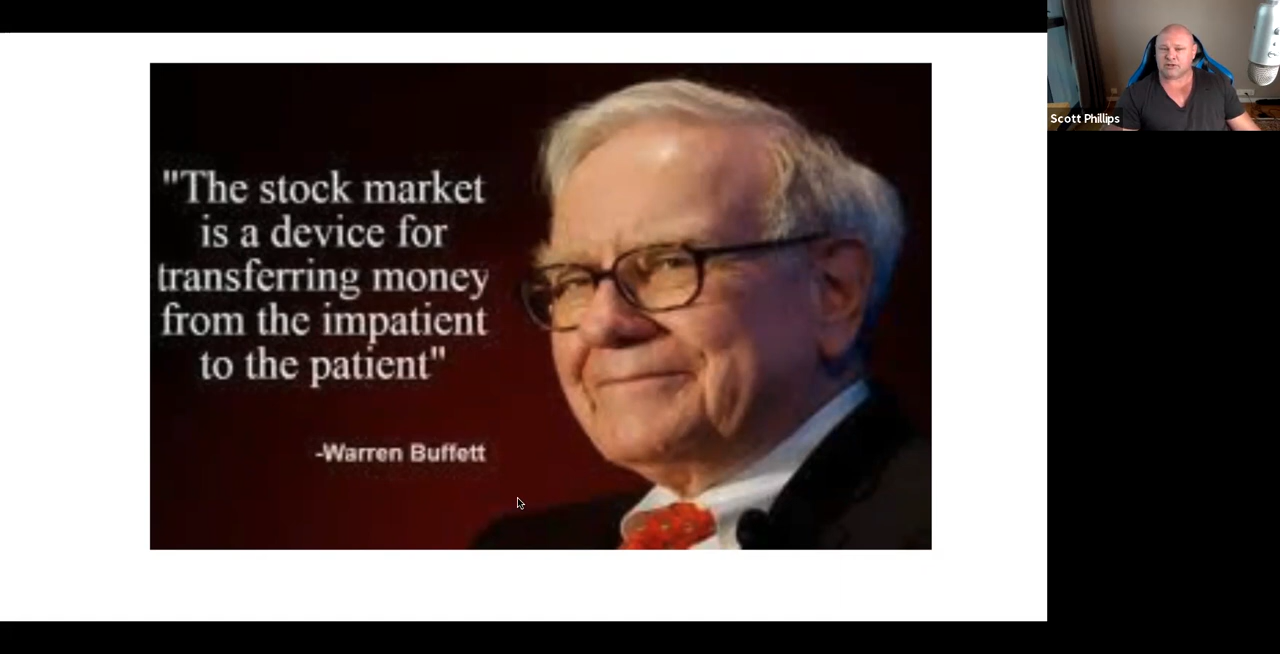 "The stock market
is a device for
transferring money
from the impatient
to the patient"
-Warren Buffett
Scott Phillips